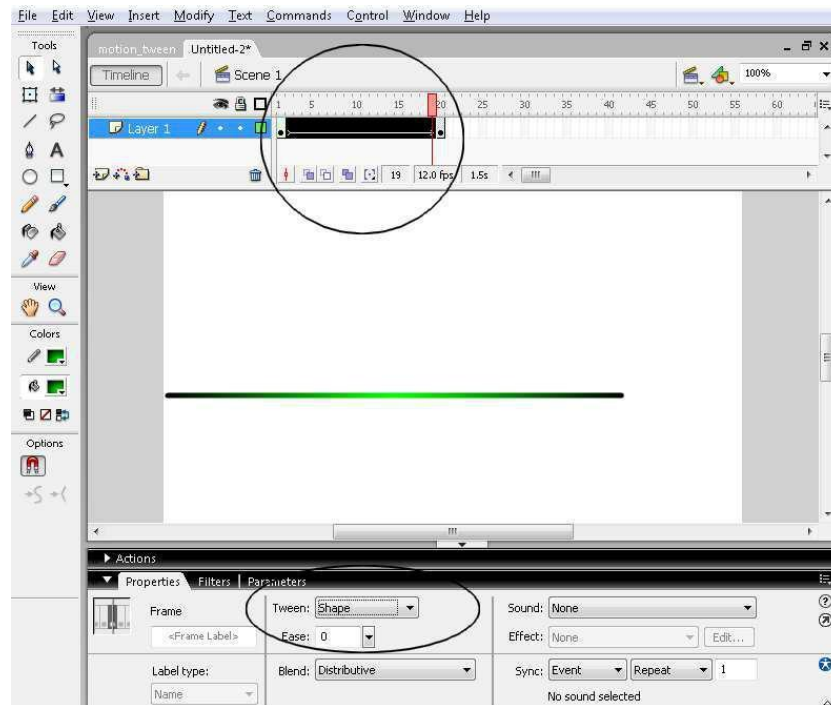 File Edit View Insert Modify Text Commands Control Window Help
Tools
motion_tween Untitled-2*
Timeline Scene 1 100%
1 5 10 15 20 25 30 35 40 45 50 55 60
Layer 1
19 12.0 fps 1.5s
View
Colors
Options
Actions
Properties Filters Parameters
Frame Tween: Shape Sound: None
<Frame Label> Ease: 0 Effect: None Edit...
Label type: Blend: Distributive Sync: Event Repeat 1
Name No sound selected